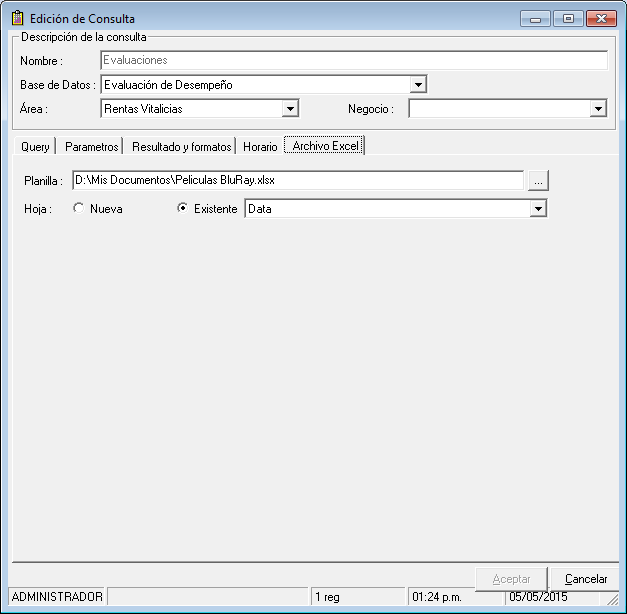 Edición de Consulta
Descripción de la consulta
Nombre : Evaluaciones
Base de Datos : Evaluación de Desempeño
Área : Rentas Vitalicias Negocio :
Query Parametros Resultado y formatos Horario Archivo Excel
Planilla : D:\Mis Documentos\Peliculas BluRay.xlsx ...
Hoja : Nueva Existente Data
Aceptar Cancelar
ADMINISTRADOR 1 reg 01:24 p.m. 05/05/2015